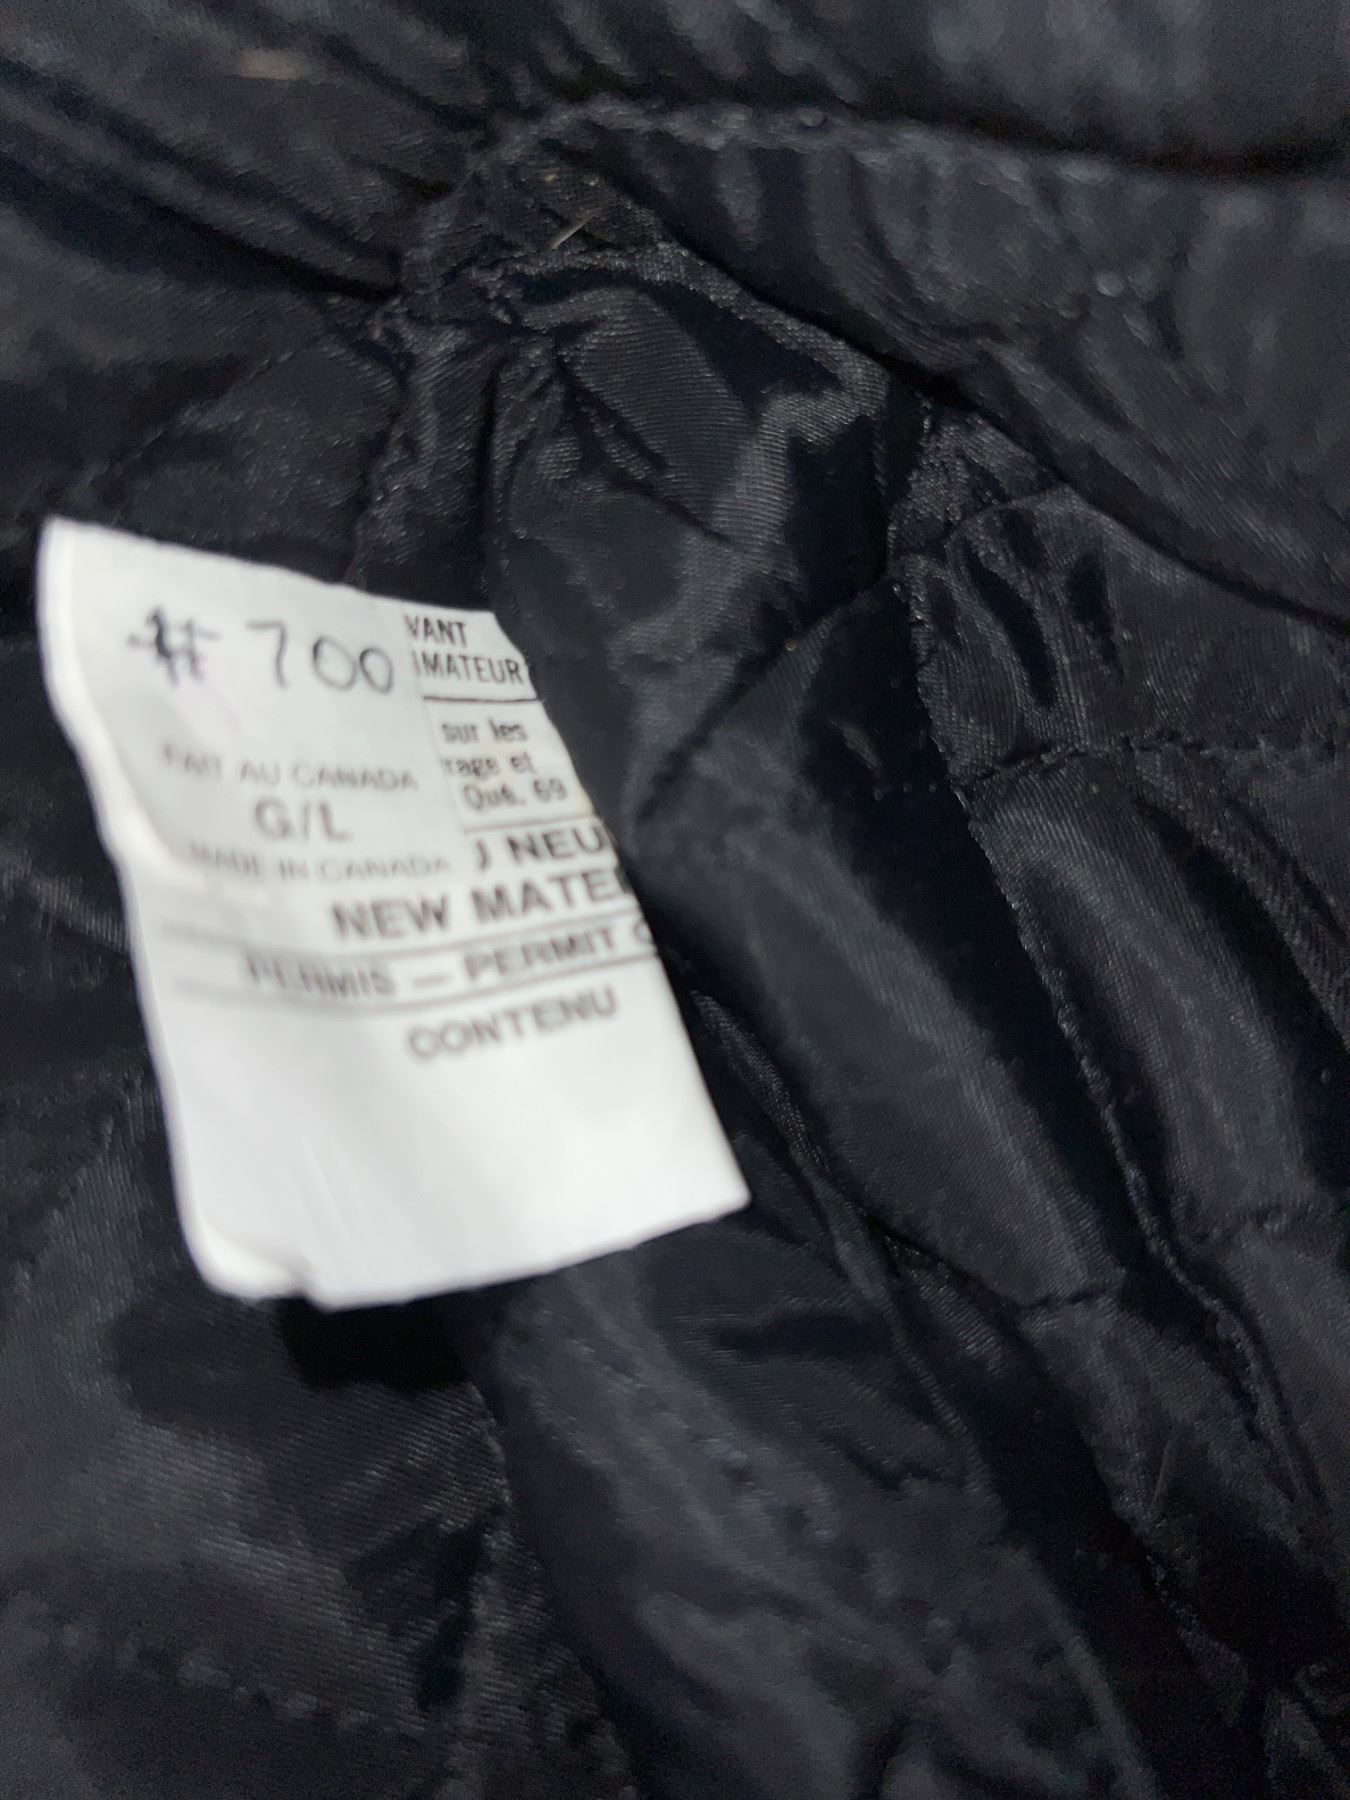 # 700
FAIT AU CANADA
G/L
MADE IN CANADA
VANT
IMATEUR
sur les
rage et
Qué. 69
J NEU
NEW MATE
PERMIS — PERMIT
CONTENU